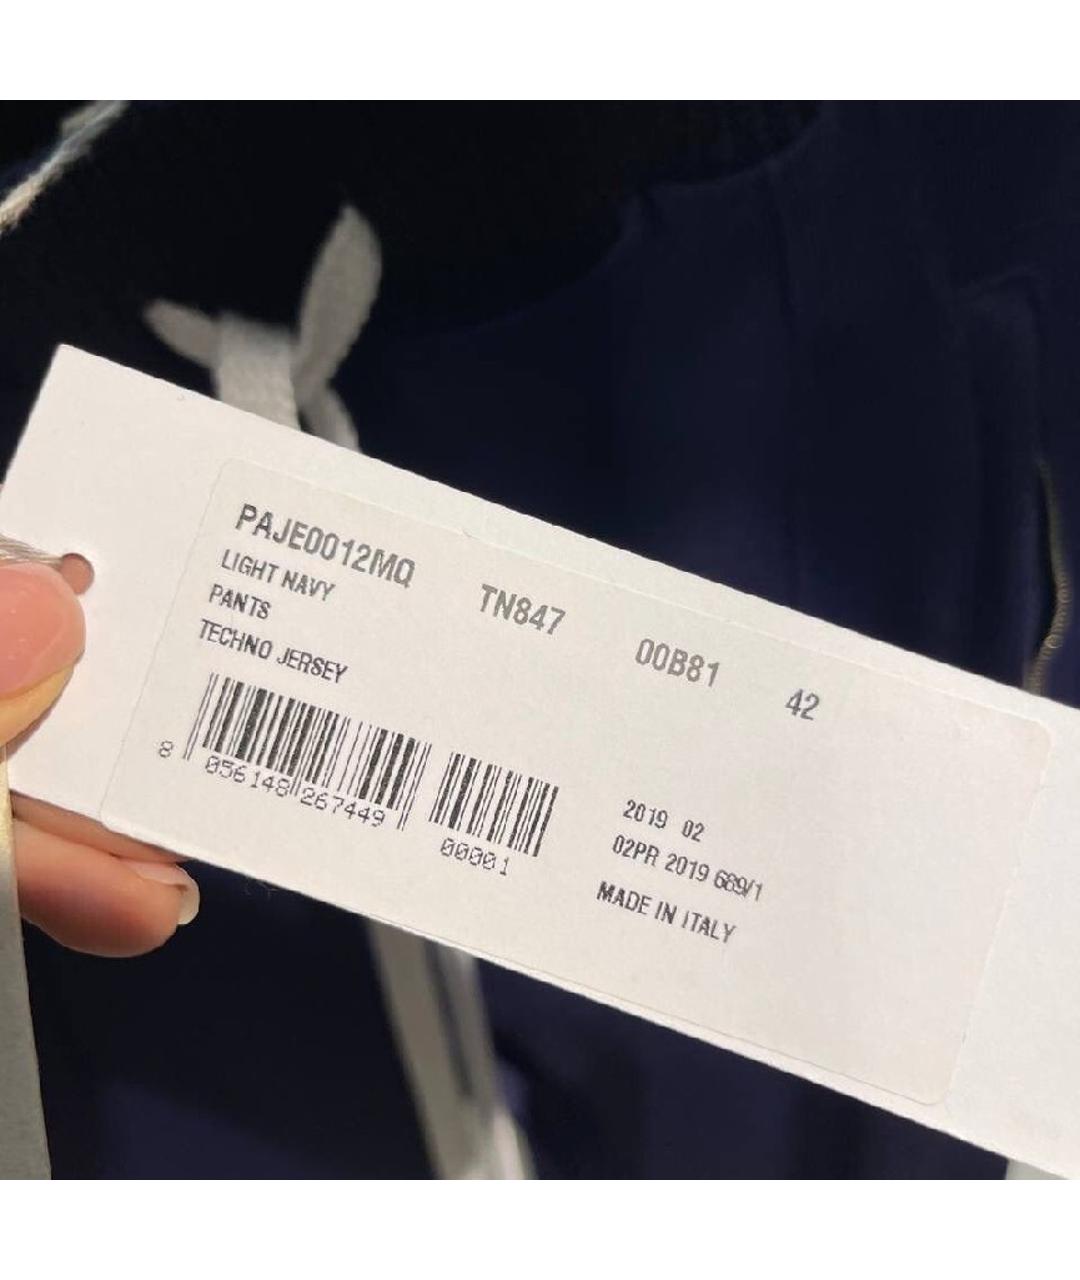 PAJE0012MQ TN847 00B81 42
LIGHT NAVY
PANTS
TECHNO JERSEY
8 056148 267449 00001
2019 02
02PR 2019 689/1
MADE IN ITALY